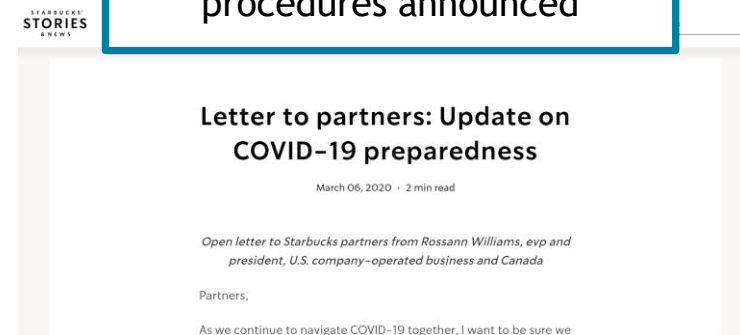 procedures announced
STARBUCKS®
STORIES
& NEWS
Letter to partners: Update on
COVID-19 preparedness
March 06, 2020 · 2 min read
Open letter to Starbucks partners from Rossann Williams, evp and
president, U.S. company-operated business and Canada
Partners,
As we continue to navigate COVID-19 together, I want to be sure we